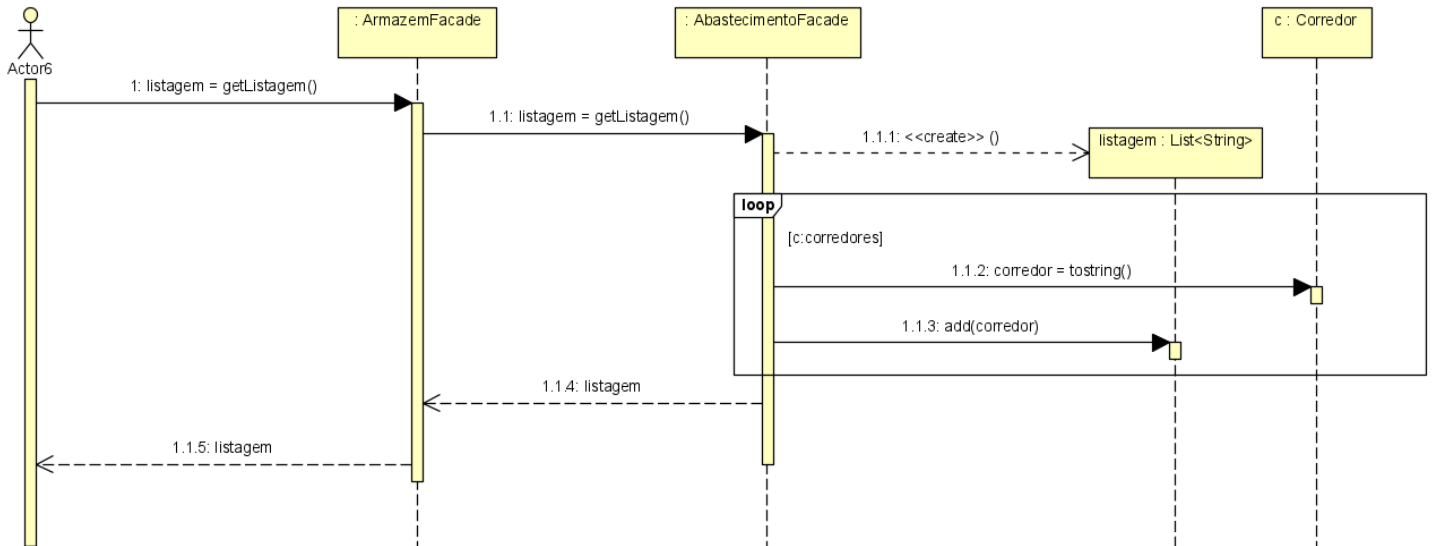 : ArmazemFacade
: AbastecimentoFacade
c : Corredor
Actor6
1: listagem = getListagem()
1.1: listagem = getListagem()
1.1.1: <<create>> ()
listagem : List<String>
loop
[c:corredores]
1.1.2: corredor = tostring()
1.1.3: add(corredor)
1.1.4: listagem
1.1.5: listagem